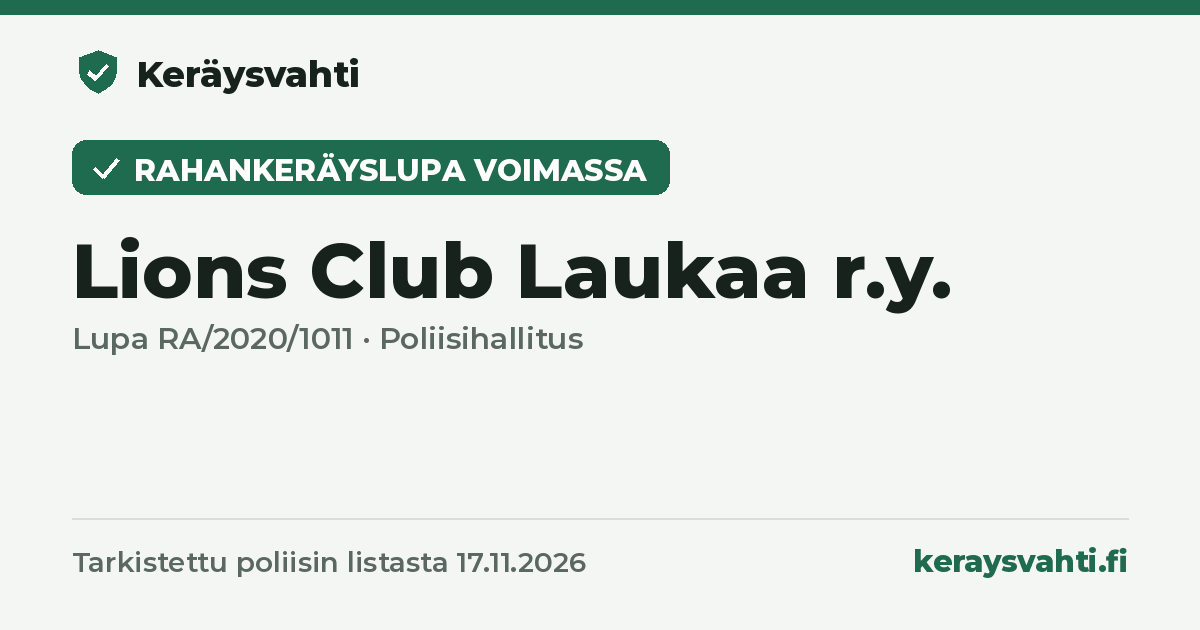 Keräysvahti
RAHANKERÄYSLUPA VOIMASSA
Lions Club Laukaa r.y.
Lupa RA/2020/1011 · Poliisihallitus
Tarkistettu poliisin listasta 17.11.2026
keraysvahti.fi